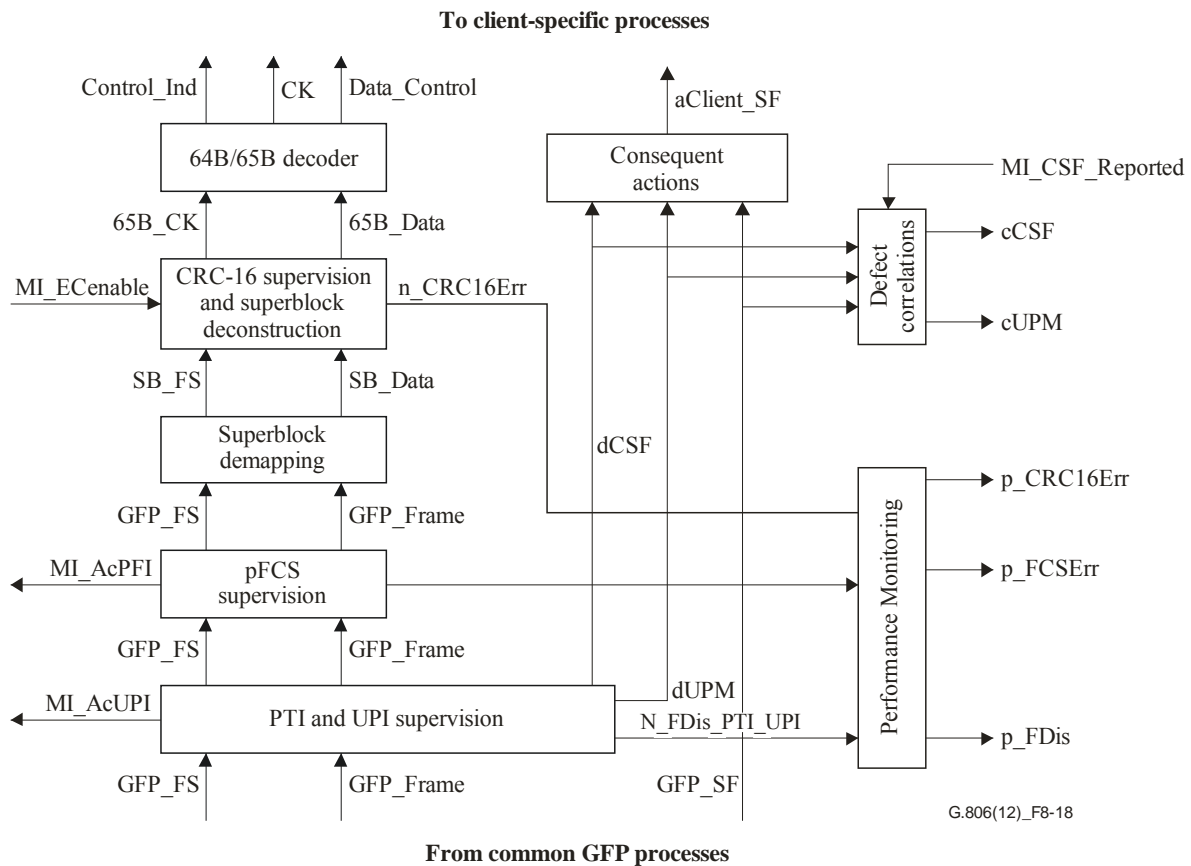 To client-specific processes
Control_Ind
CK
Data_Control
aClient_SF
64B/65B decoder
Consequent
actions
MI_CSF_Reported
65B_CK
65B_Data
Defect
correlations
cCSF
cUPM
MI_ECenable
CRC-16 supervision
and superblock
deconstruction
n_CRC16Err
SB_FS
SB_Data
Superblock
demapping
dCSF
GFP_FS
GFP_Frame
Performance Monitoring
p_CRC16Err
MI_AcPFI
pFCS
supervision
p_FCSErr
GFP_FS
GFP_Frame
MI_AcUPI
PTI and UPI supervision
dUPM
N_FDis_PTI_UPI
p_FDis
GFP_FS
GFP_Frame
GFP_SF
G.806(12)_F8-18
From common GFP processes